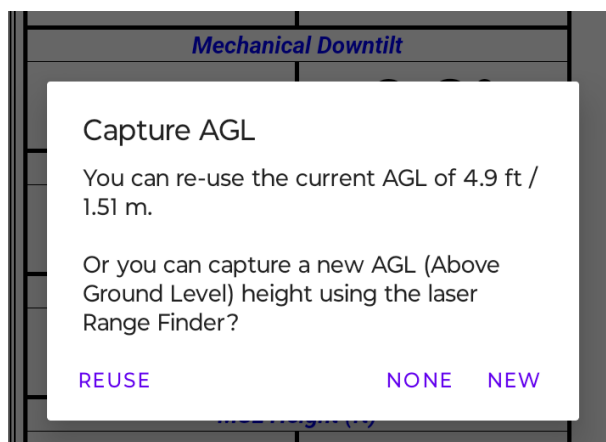 Mechanical Downtilt
Capture AGL
You can re-use the current AGL of 4.9 ft /
1.51 m.
Or you can capture a new AGL (Above
Ground Level) height using the laser
Range Finder?
REUSE NONE NEW